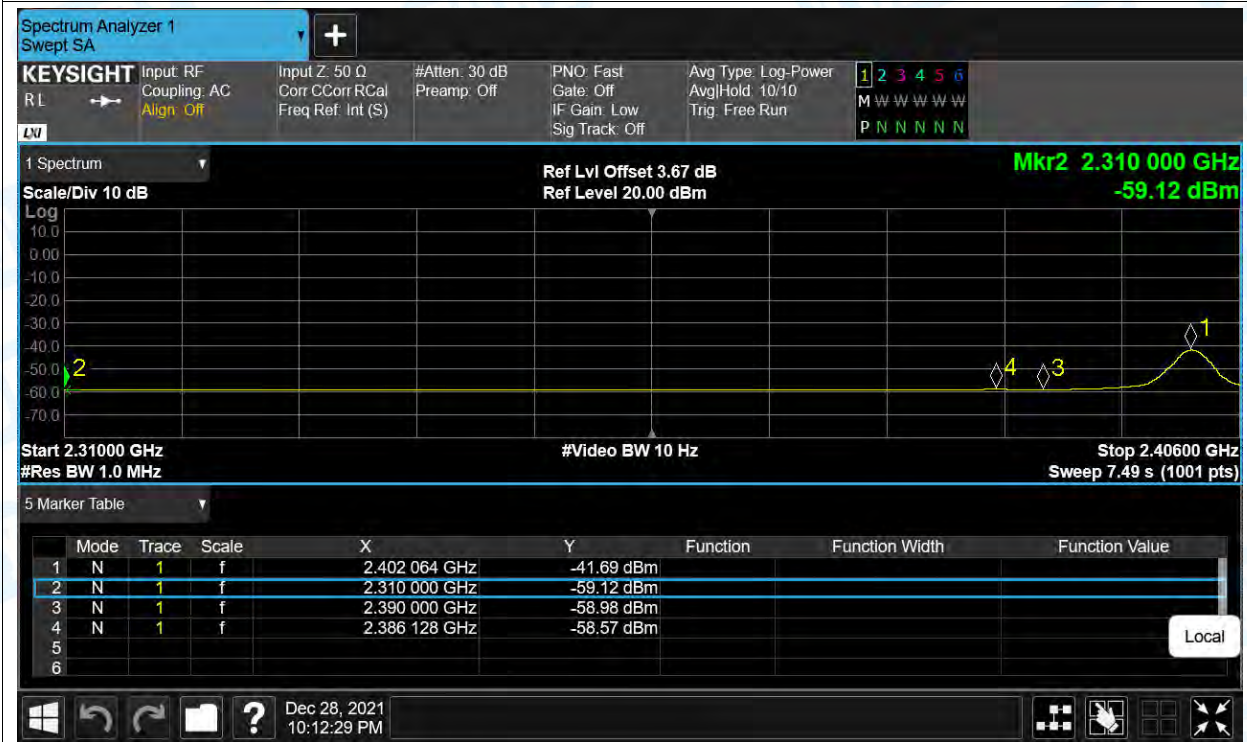 Spectrum Analyzer 1
Swept SA
+
KEYSIGHT Input: RF Input Z: 50 Ω #Atten: 30 dB PNO: Fast Avg Type: Log-Power 1 2 3 4 5 6
R L Coupling: AC Corr CCorr RCal Preamp: Off Gate: Off Avg|Hold: 10/10 M W W W W W
Align: Off Freq Ref: Int (S) IF Gain: Low Trig: Free Run
LXI Sig Track: Off P N N N N N
1 Spectrum Ref Lvl Offset 3.67 dB Mkr2 2.310 000 GHz
Scale/Div 10 dB Ref Level 20.00 dBm -59.12 dBm
Log
10.0
0.00
-10.0
-20.0
-30.0 1
-40.0
-50.0 2 4 3
-60.0
-70.0
Start 2.31000 GHz #Video BW 10 Hz Stop 2.40600 GHz
#Res BW 1.0 MHz Sweep 7.49 s (1001 pts)
5 Marker Table
Mode Trace Scale X Y Function Function Width Function Value
1 N 1 f 2.402 064 GHz -41.69 dBm
2 N 1 f 2.310 000 GHz -59.12 dBm
3 N 1 f 2.390 000 GHz -58.98 dBm
4 N 1 f 2.386 128 GHz -58.57 dBm
5
6
Local
? Dec 28, 2021
10:12:29 PM